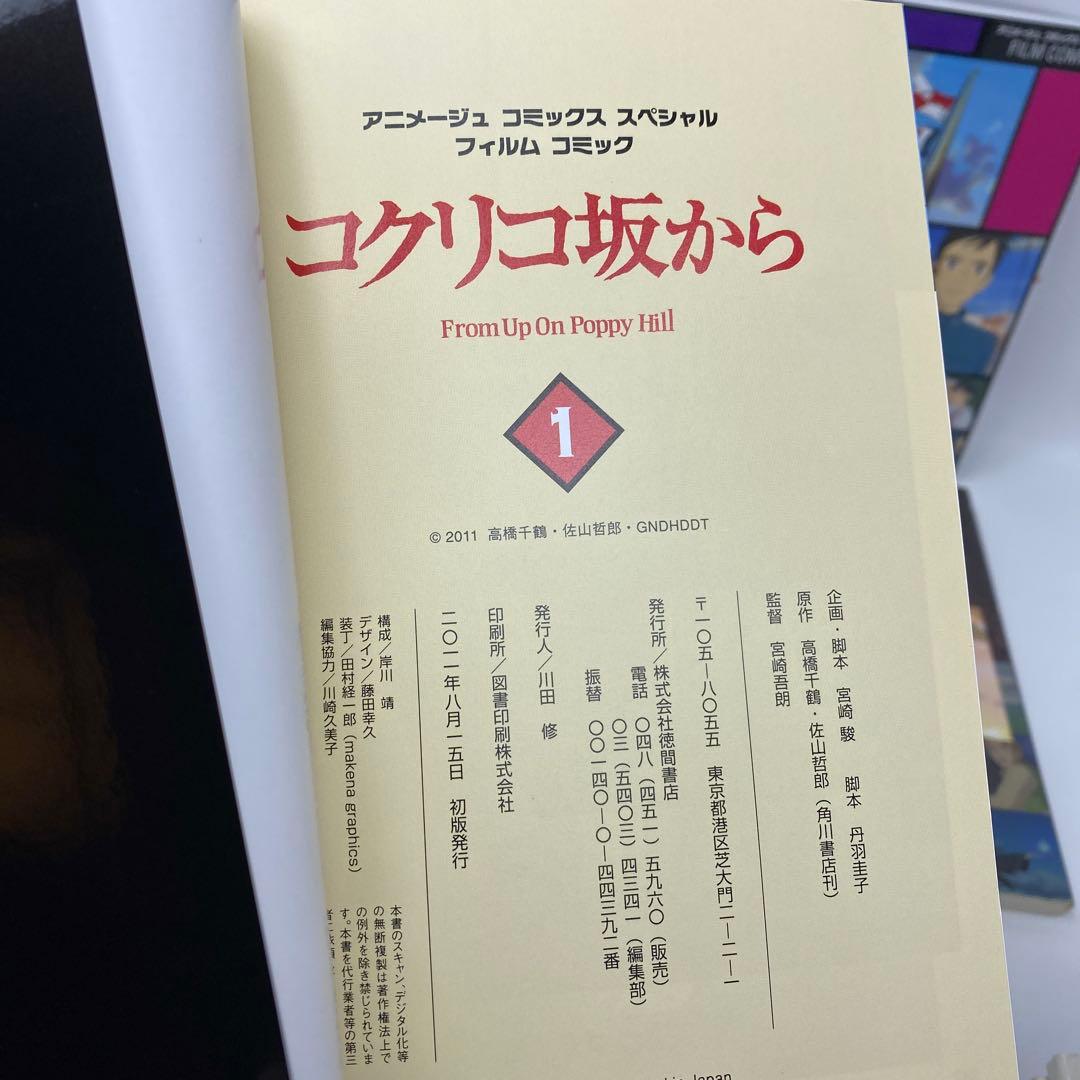 アニメージュ コミックス スペシャル
フィルム コミック
コクリコ坂から
From Up On Poppy Hill
1
© 2011 高橋千鶴・佐山哲郎・GNDHDDT
企画・脚本 宮崎 駿 脚本 丹羽圭子
原作 高橋千鶴・佐山哲郎(角川書店刊)
監督 宮崎吾朗
〒一〇五―八〇五五 東京都港区芝大門二―二―一
発行所/株式会社徳間書店
電話 〇四八(四五一)五九六〇(販売)
〇三(五四〇三)四三四一(編集部)
振替 〇〇一四〇―〇―四四三九二番
発行人/川田 修
印刷所/図書印刷株式会社
二〇一一年八月一五日 初版発行
構成/岸川 靖
デザイン/藤田幸久
装丁/田村経一郎(makena graphics)
編集協力/川崎久美子
本書のスキャン、デジタル化等
の無断複製は著作権法上で
の例外を除き禁じられていま
す。本書を代行業者等の第三
Japan
FILM